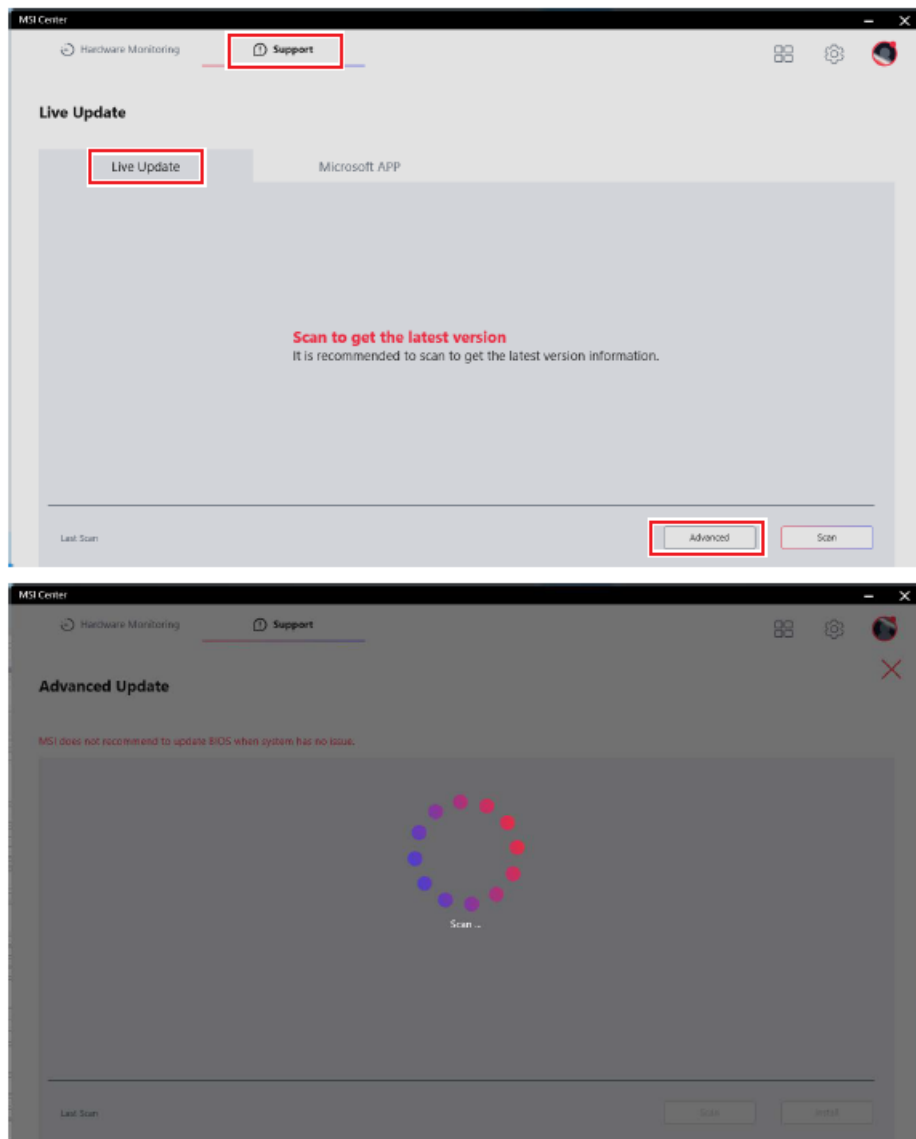 MSI Center
Hardware Monitoring
Support
Live Update
Live Update
Microsoft APP
Scan to get the latest version
It is recommended to scan to get the latest version information.
Last Scan
Advanced
Scan
MSI Center
Hardware Monitoring
Support
Advanced Update
MSI does not recommend to update BIOS when system has no issue.
Scan ...
Last Scan
Scan
Install